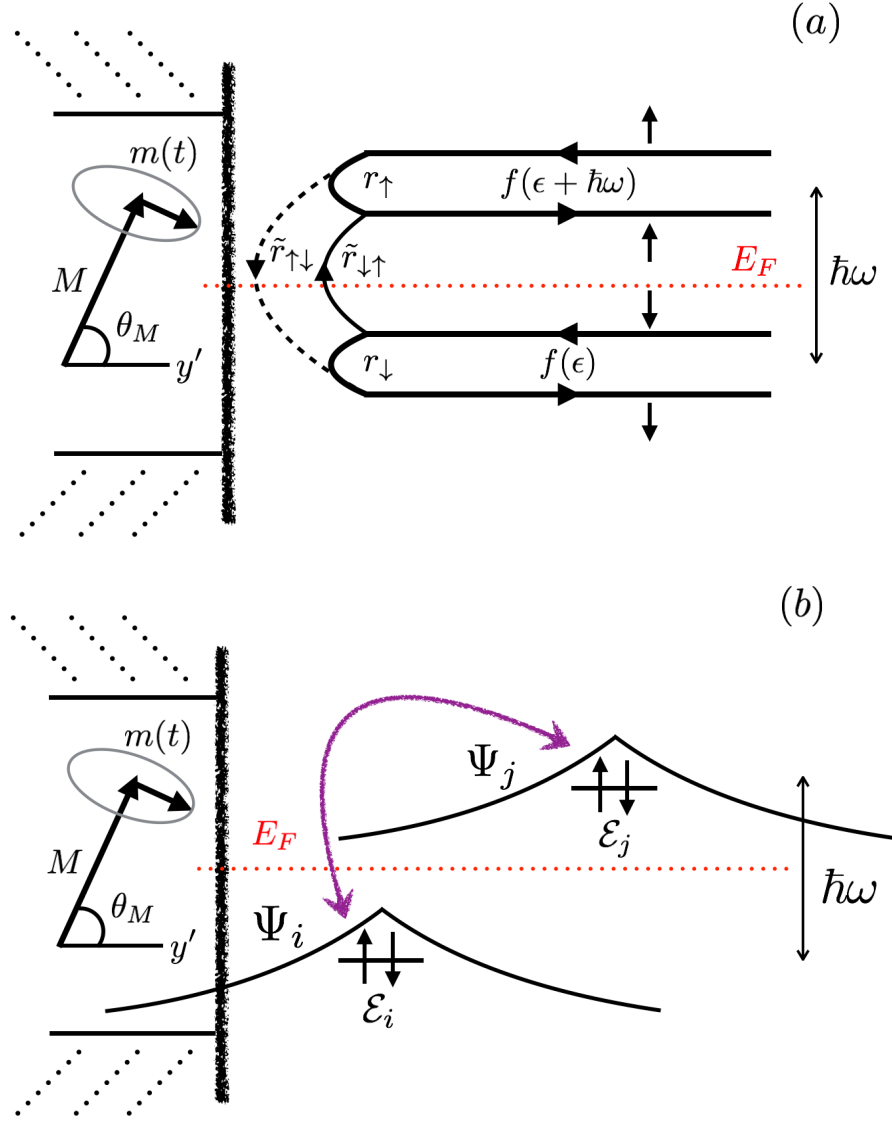 (a)
m(t)
M
θ_M
y′
r↑
f(ϵ + ℏω)
r̃↑↓
r̃↓↑
E_F
ℏω
r↓
f(ϵ)
(b)
m(t)
M
θ_M
y′
E_F
Ψ_j
ℰ_j
ℏω
Ψ_i
ℰ_i